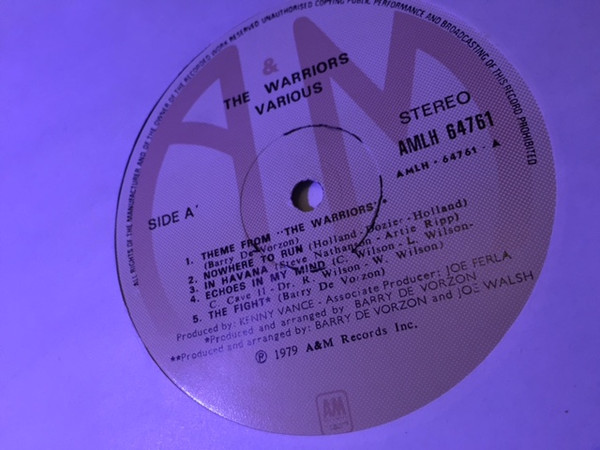 ALL RIGHTS OF THE MANUFACTURER AND OF THE OWNER OF THE RECORDED WORK RESERVED UNAUTHORISED COPYING PUBLIC PERFORMANCE AND BROADCASTING OF THIS RECORD PROHIBITED
A&M
THE WARRIORS
VARIOUS
STEREO
AMLH 64761
AMLH - 64761 - A
SIDE A
1. THEME FROM "THE WARRIORS"*
(Barry De Vorzon)
2. NOWHERE TO RUN (Holland-Dozier-Holland)
3. IN HAVANA (Steve Nathanson - Artie Ripp)
4. ECHOES IN MY MIND (C. Wilson - L. Wilson-
C. Cave II - Dr. R. Wilson - W. Wilson)
5. THE FIGHT* (Barry De Vorzon)
Produced by: KENNY VANCE - Associate Producer: JOE FERLA
*Produced and arranged by BARRY DE VORZON
**Produced and arranged by: BARRY DE VORZON and JOE WALSH
℗ 1979 A&M Records Inc.
A&M